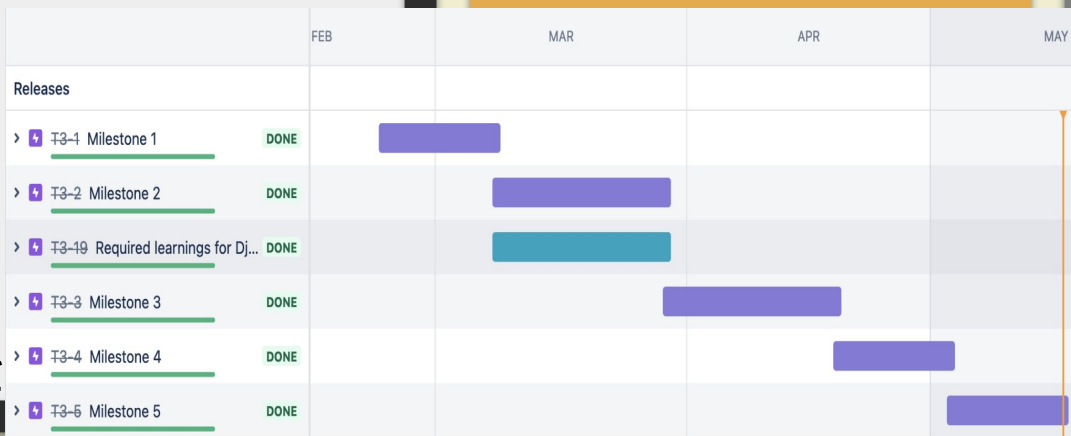 FEB MAR APR MAY
Releases
T3-1 Milestone 1 DONE
T3-2 Milestone 2 DONE
T3-19 Required learnings for Dj... DONE
T3-3 Milestone 3 DONE
T3-4 Milestone 4 DONE
T3-5 Milestone 5 DONE